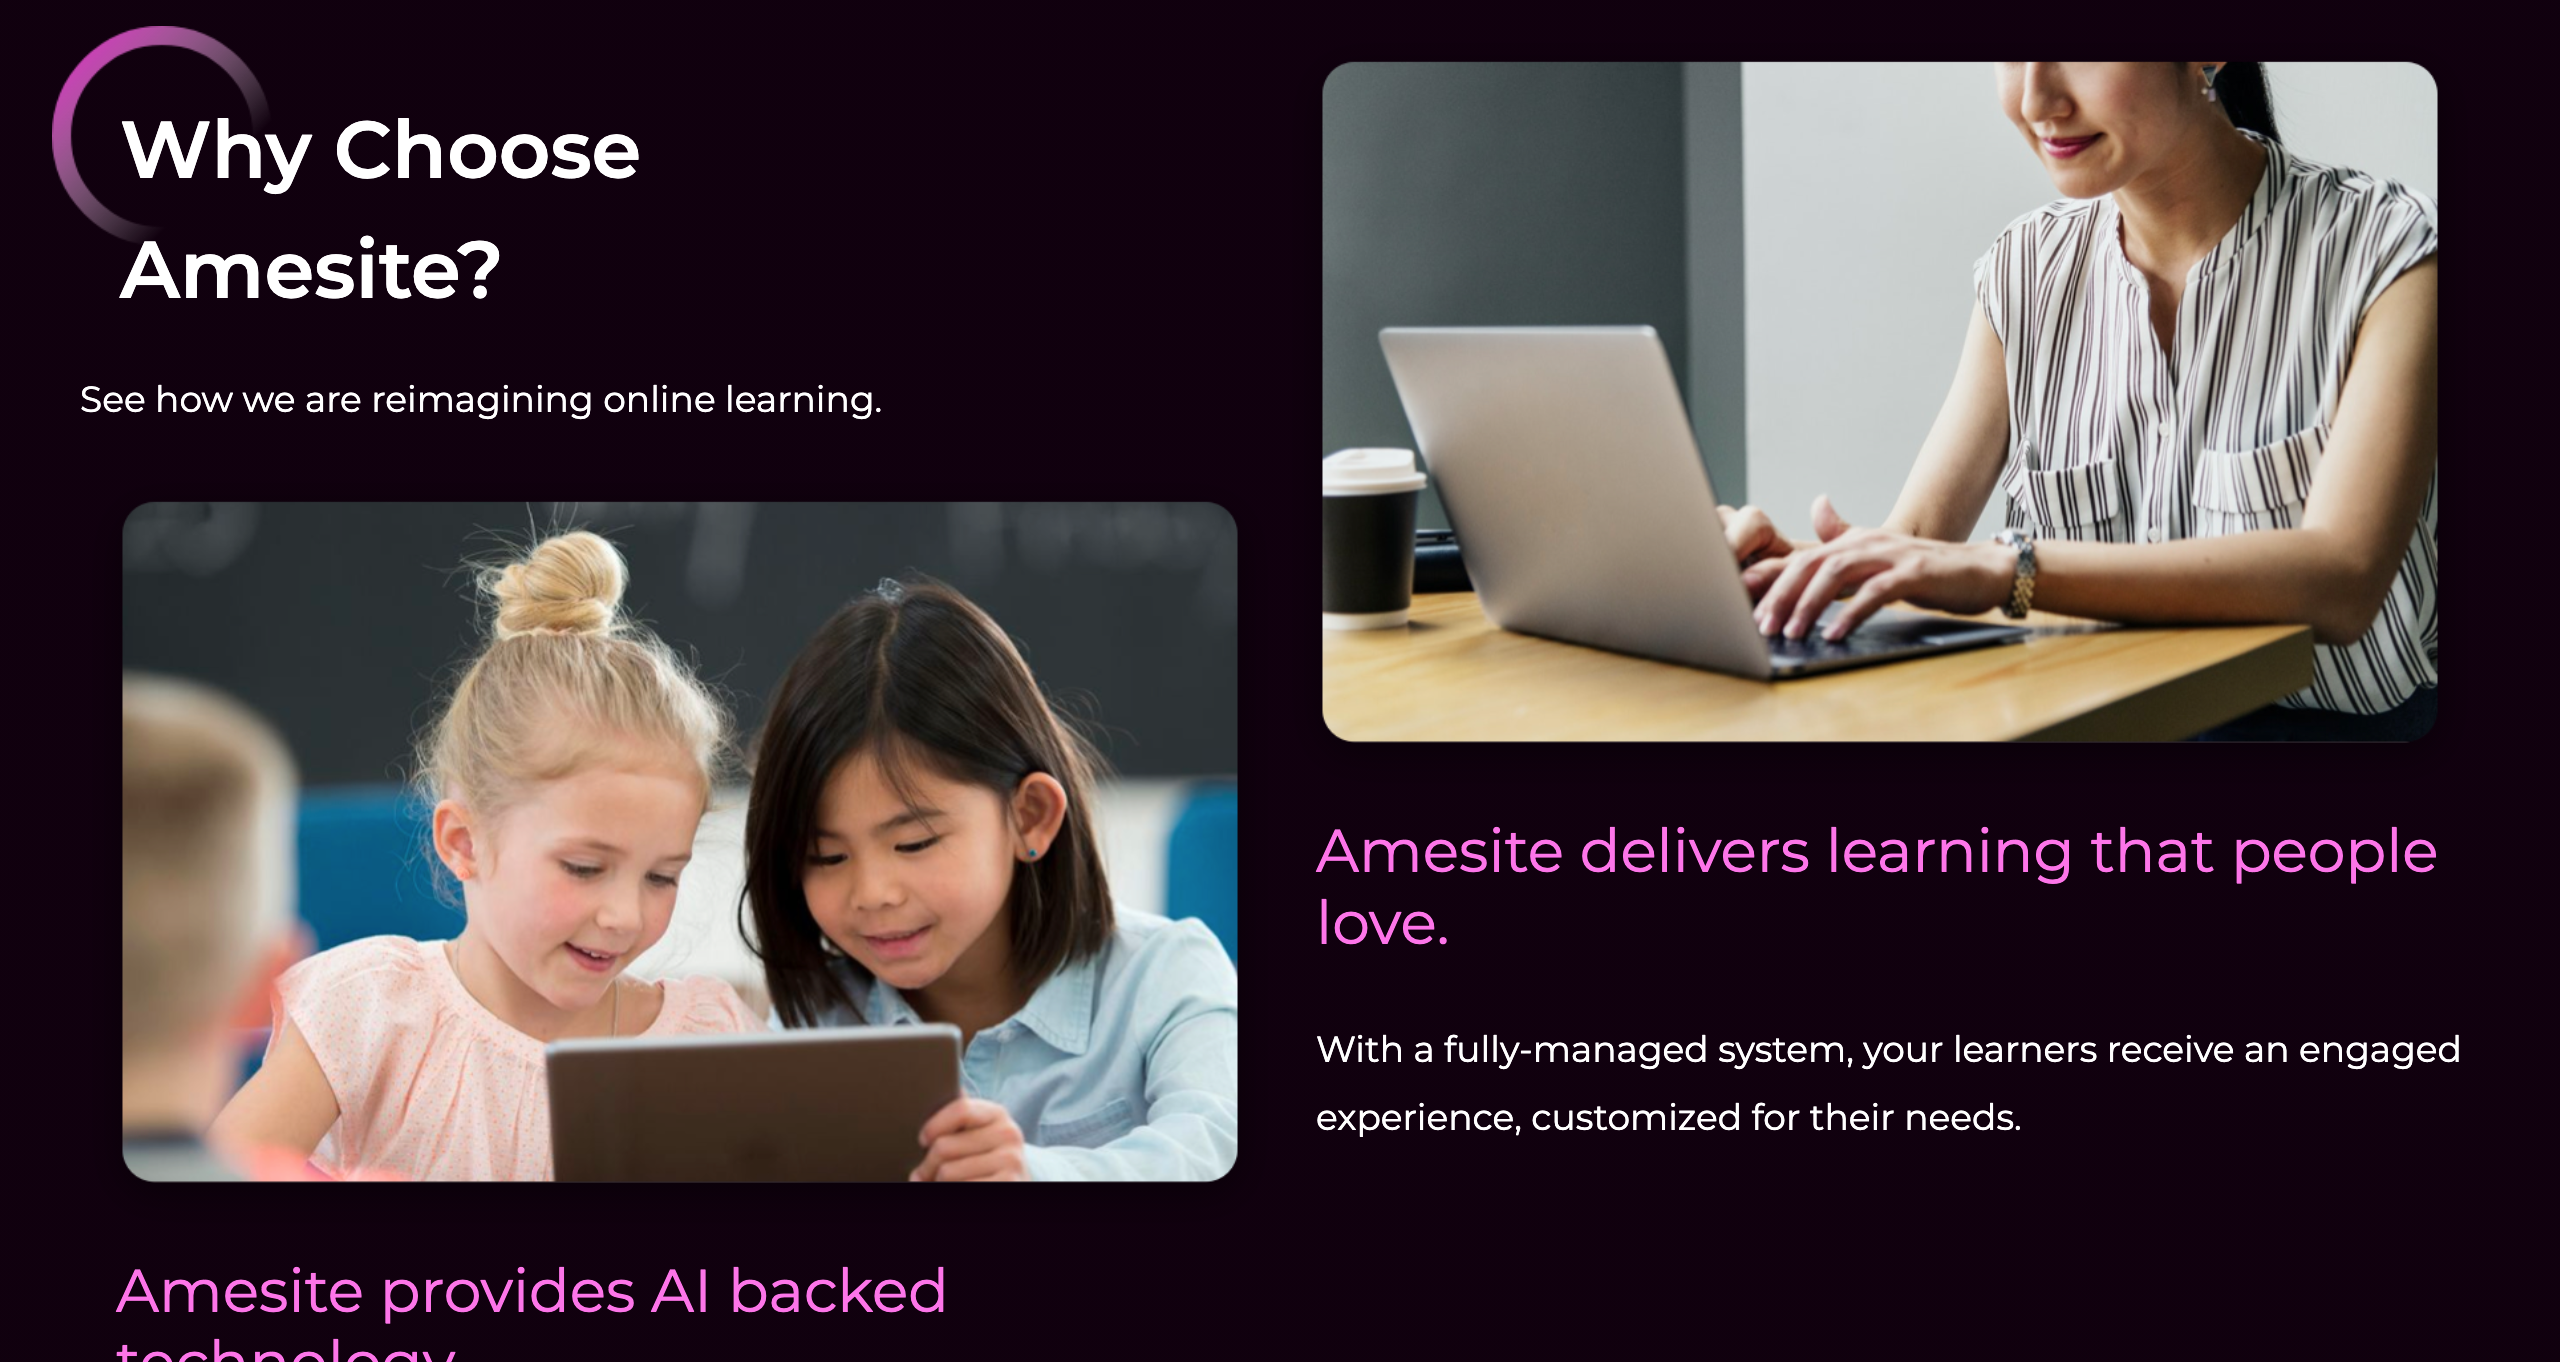 Why Choose
Amesite?
See how we are reimagining online learning.
Amesite delivers learning that people
love.
With a fully-managed system, your learners receive an engaged
experience, customized for their needs.
Amesite provides AI backed
technology